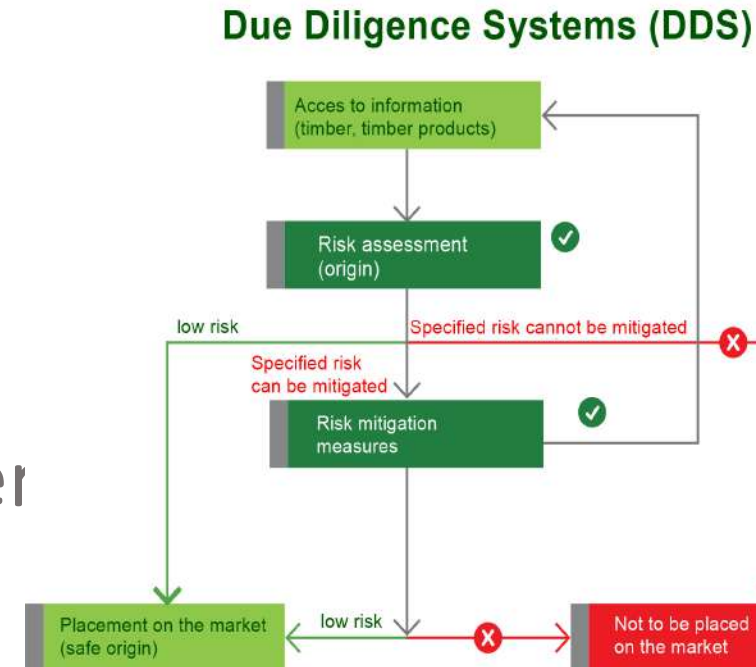 Due Diligence Systems (DDS)
Acces to information
(timber, timber products)
Risk assessment
(origin)
low risk
Specified risk cannot be mitigated
X
Specified risk
can be mitigated
Risk mitigation
measures
er
Placement on the market
(safe origin)
low risk
X
Not to be placed
on the market